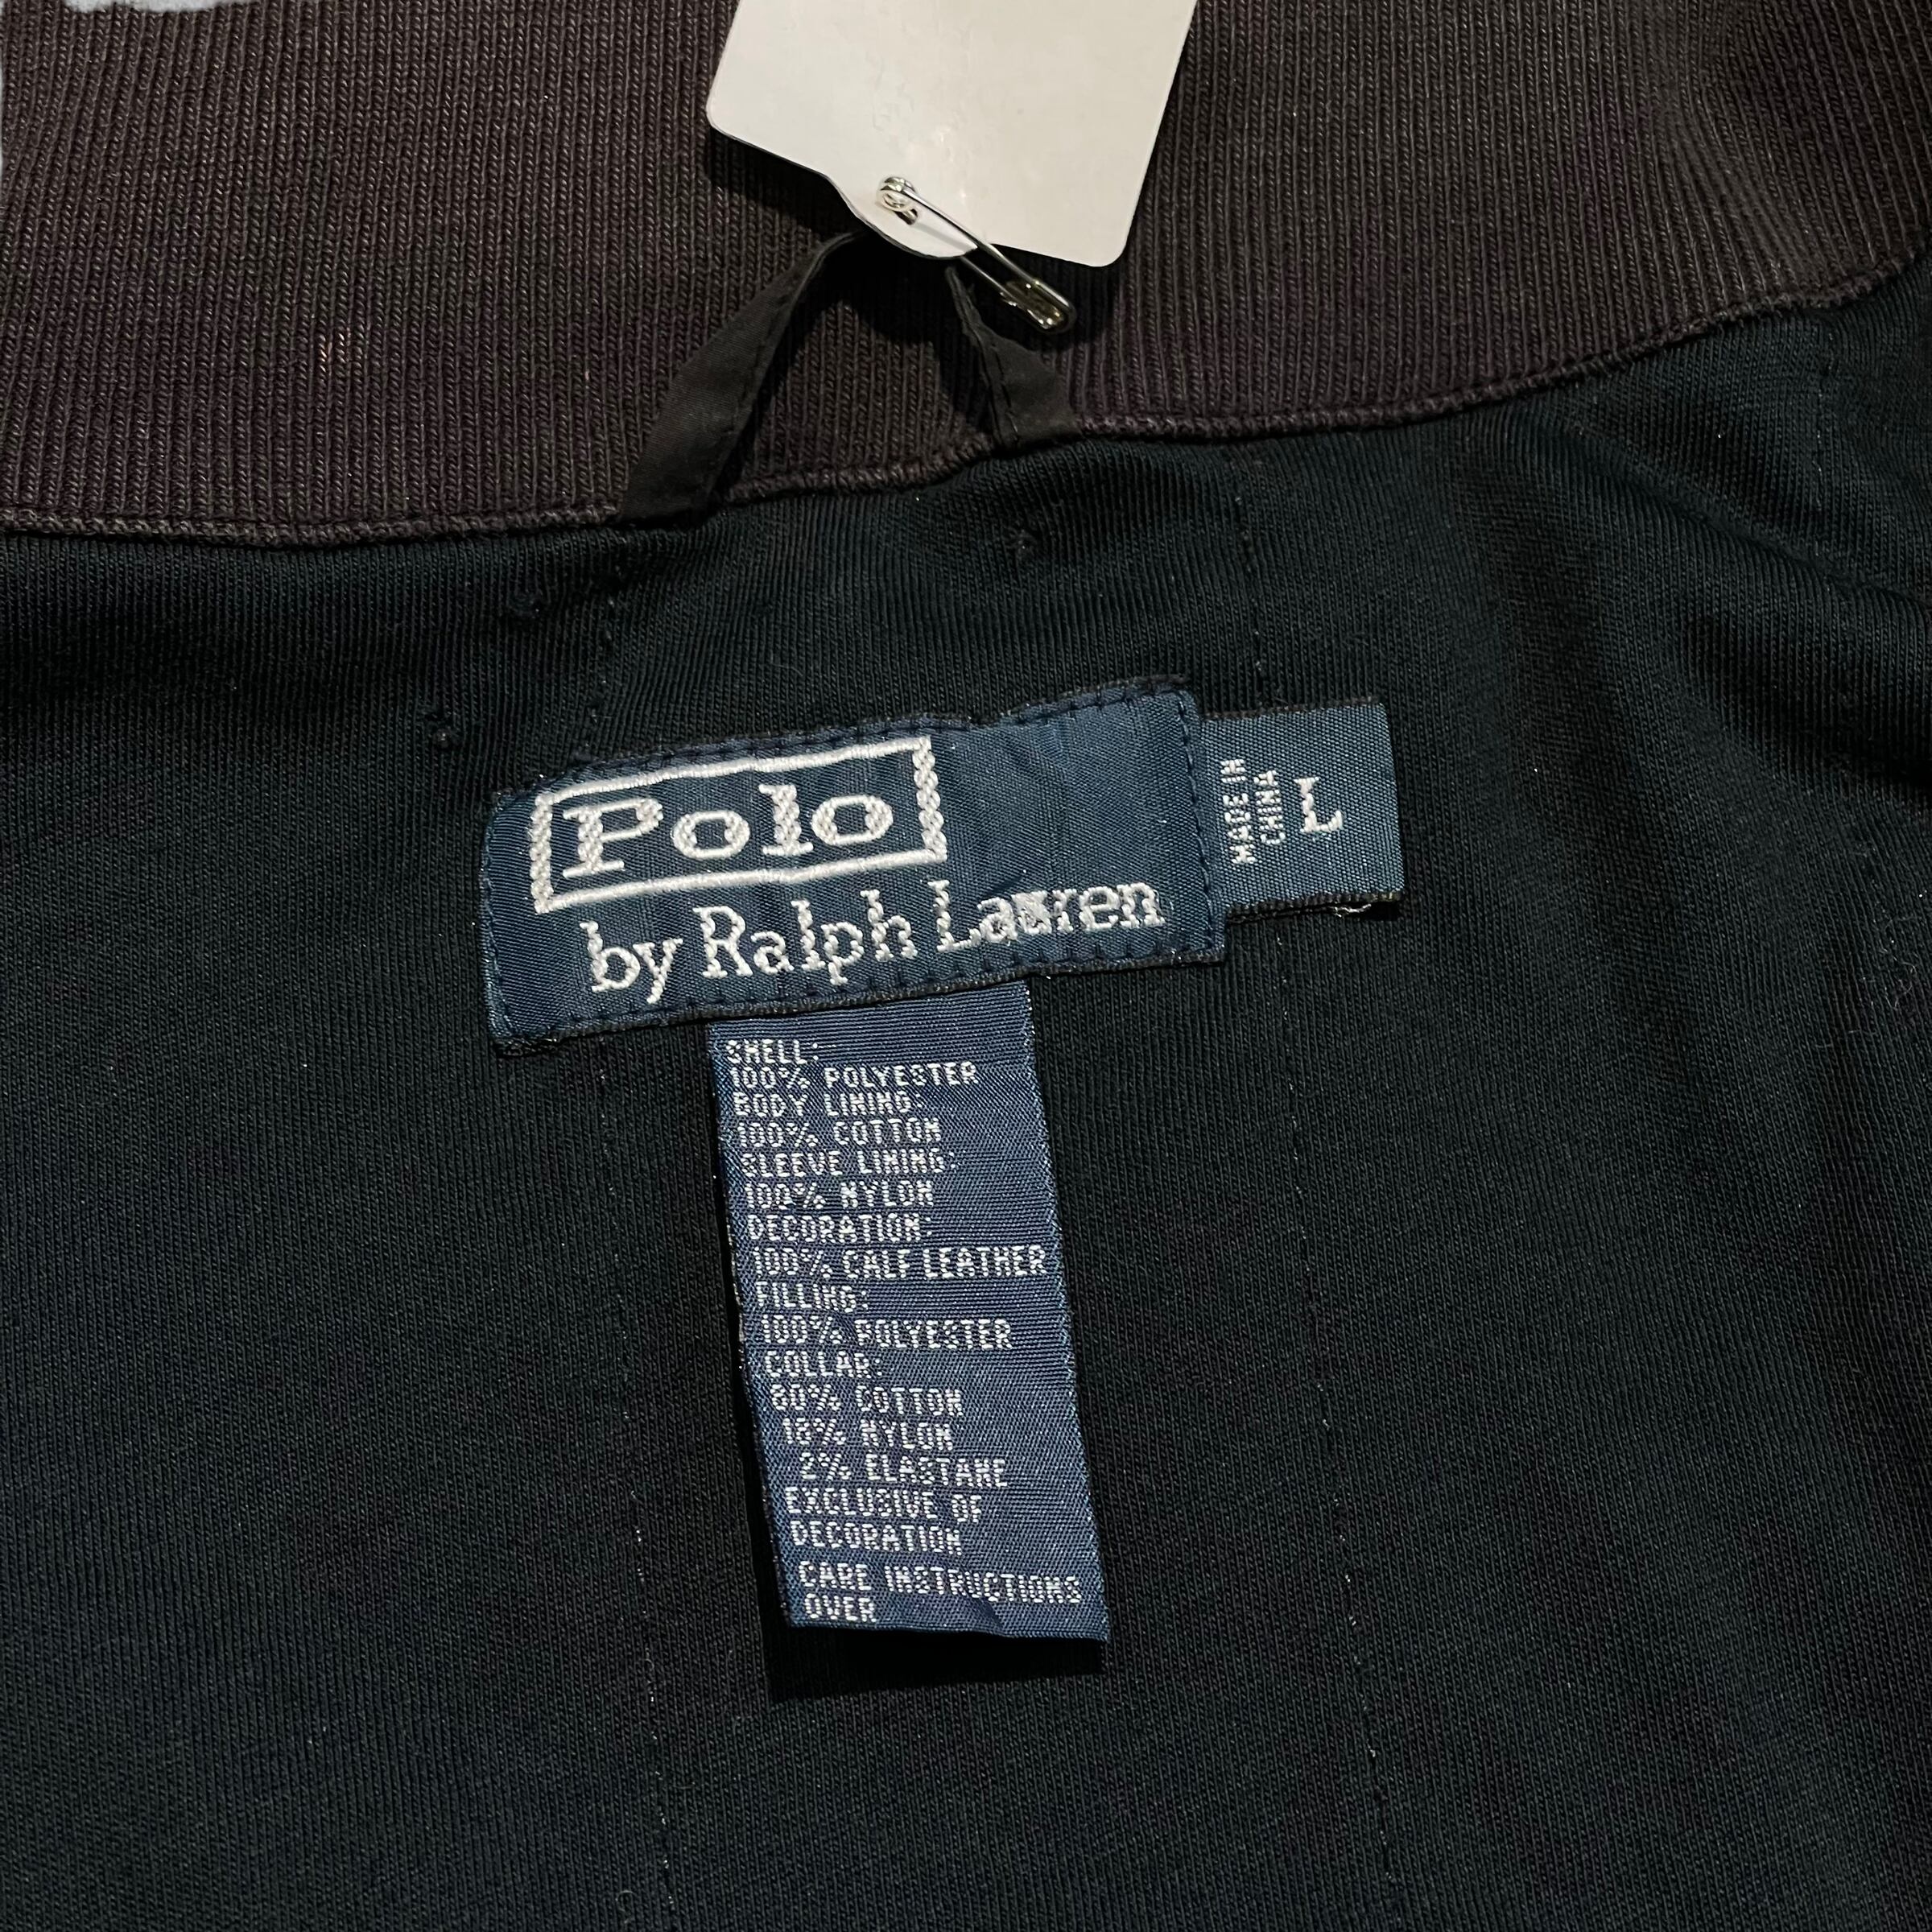 Polo
by Ralph Lauren
MADE IN
CHINA
L
SHELL:
100% POLYESTER
BODY LINING:
100% COTTON
SLEEVE LINING:
100% NYLON
DECORATION:
100% CALF LEATHER
FILLING:
100% POLYESTER
COLLAR:
80% COTTON
18% NYLON
2% ELASTANE
EXCLUSIVE OF
DECORATION
CARE INSTRUCTIONS
OVER